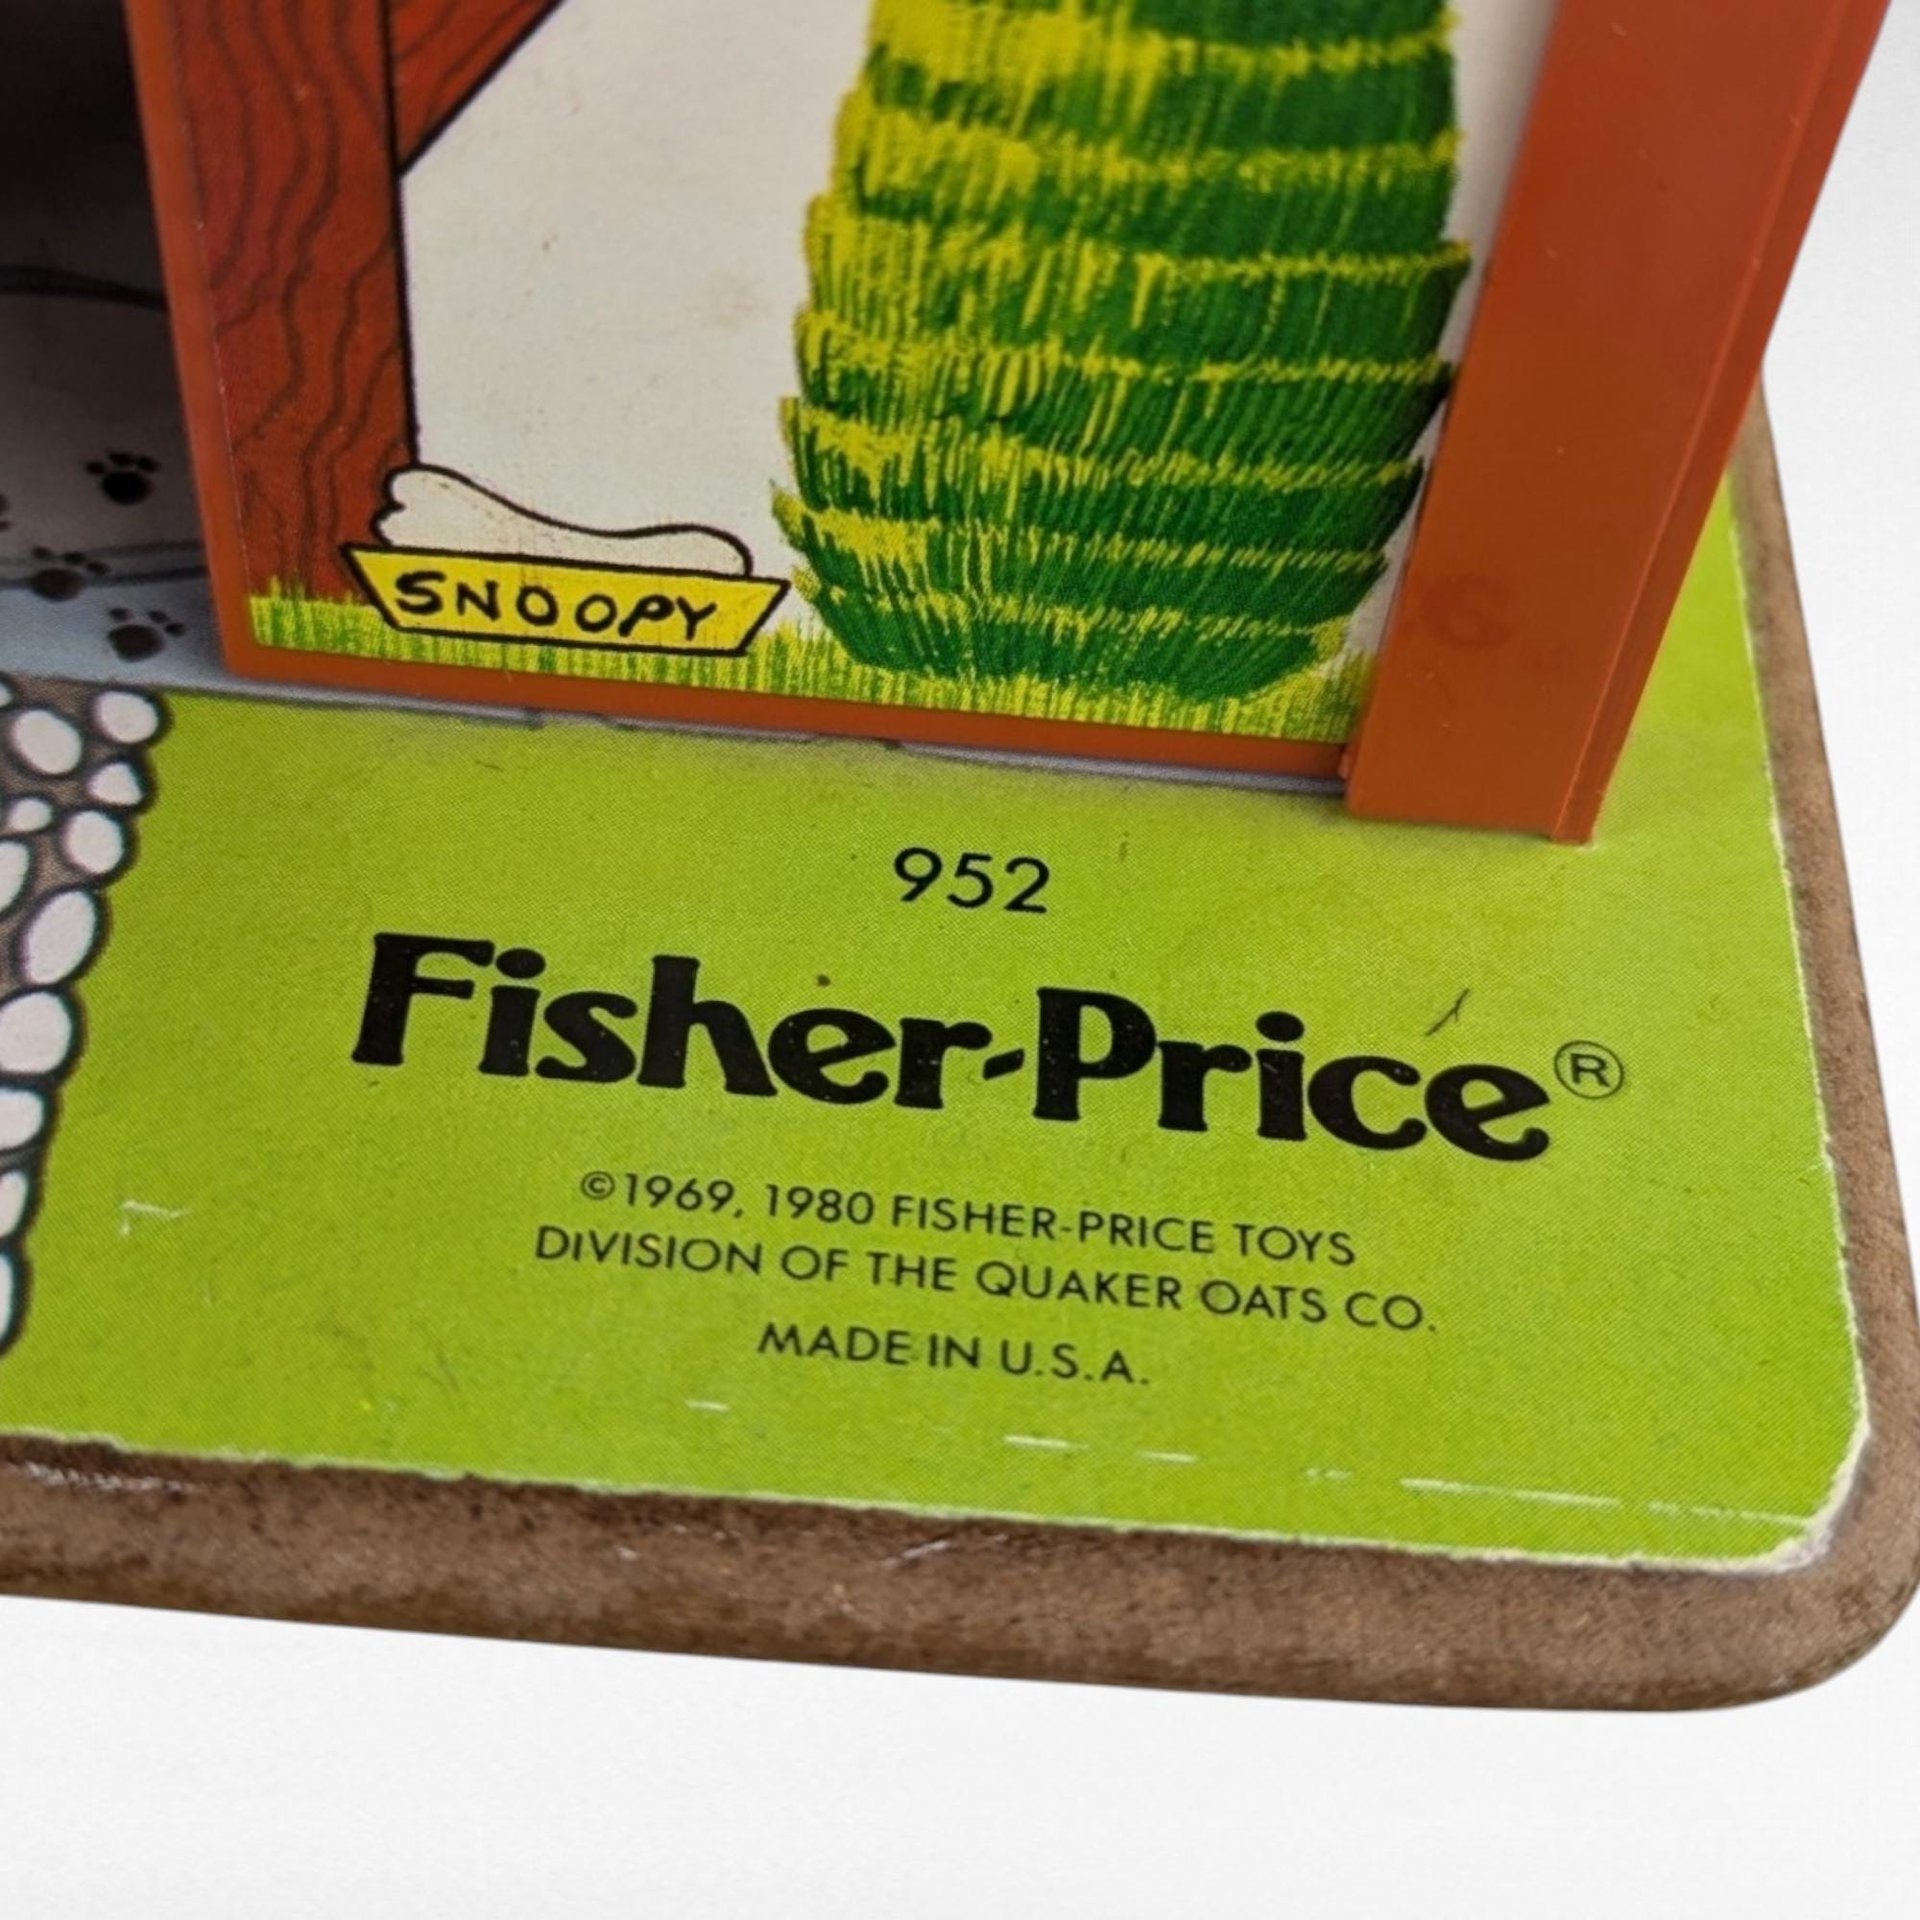 SNOOPY
952
Fisher-Price®
©1969, 1980 FISHER-PRICE TOYS
DIVISION OF THE QUAKER OATS CO.
MADE IN U.S.A.